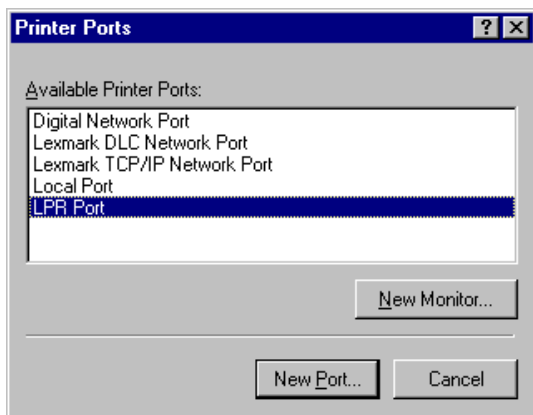 Printer Ports
Available Printer Ports:
Digital Network Port
Lexmark DLC Network Port
Lexmark TCP/IP Network Port
Local Port
LPR Port
New Monitor...
New Port...
Cancel